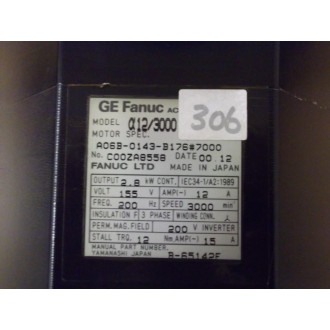 GE Fanuc AC
306
MODEL α12/3000
MOTOR SPEC.
A06B-0143-B176#7000
No. C00ZA8558 DATE 00.12
FANUC LTD MADE IN JAPAN
OUTPUT 2.8 kW CONT. IEC34-1/A2:1989
VOLT 155 V AMP(~) 12 A
FREQ. 200 Hz SPEED 3000 min⁻¹
INSULATION F 3 PHASE WINDING CONN. 人
PERM.MAG.FIELD 200 V INVERTER
STALL TRQ. 12 Nm AMP(~) 15 A
MANUAL PART NUMBER
YAMANASHI JAPAN B-65142E